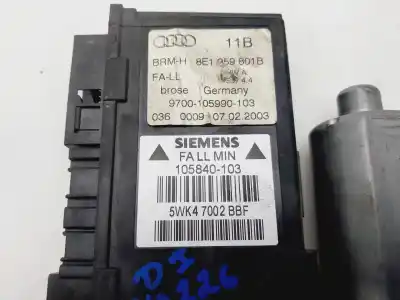 11B
BRM-H 8E1 959 801B
FA-LL
brose Germany
9700-105990-103
036 0009 07.02.2003
SIEMENS
FA LL MIN
105840-103
5WK4 7002 BBF